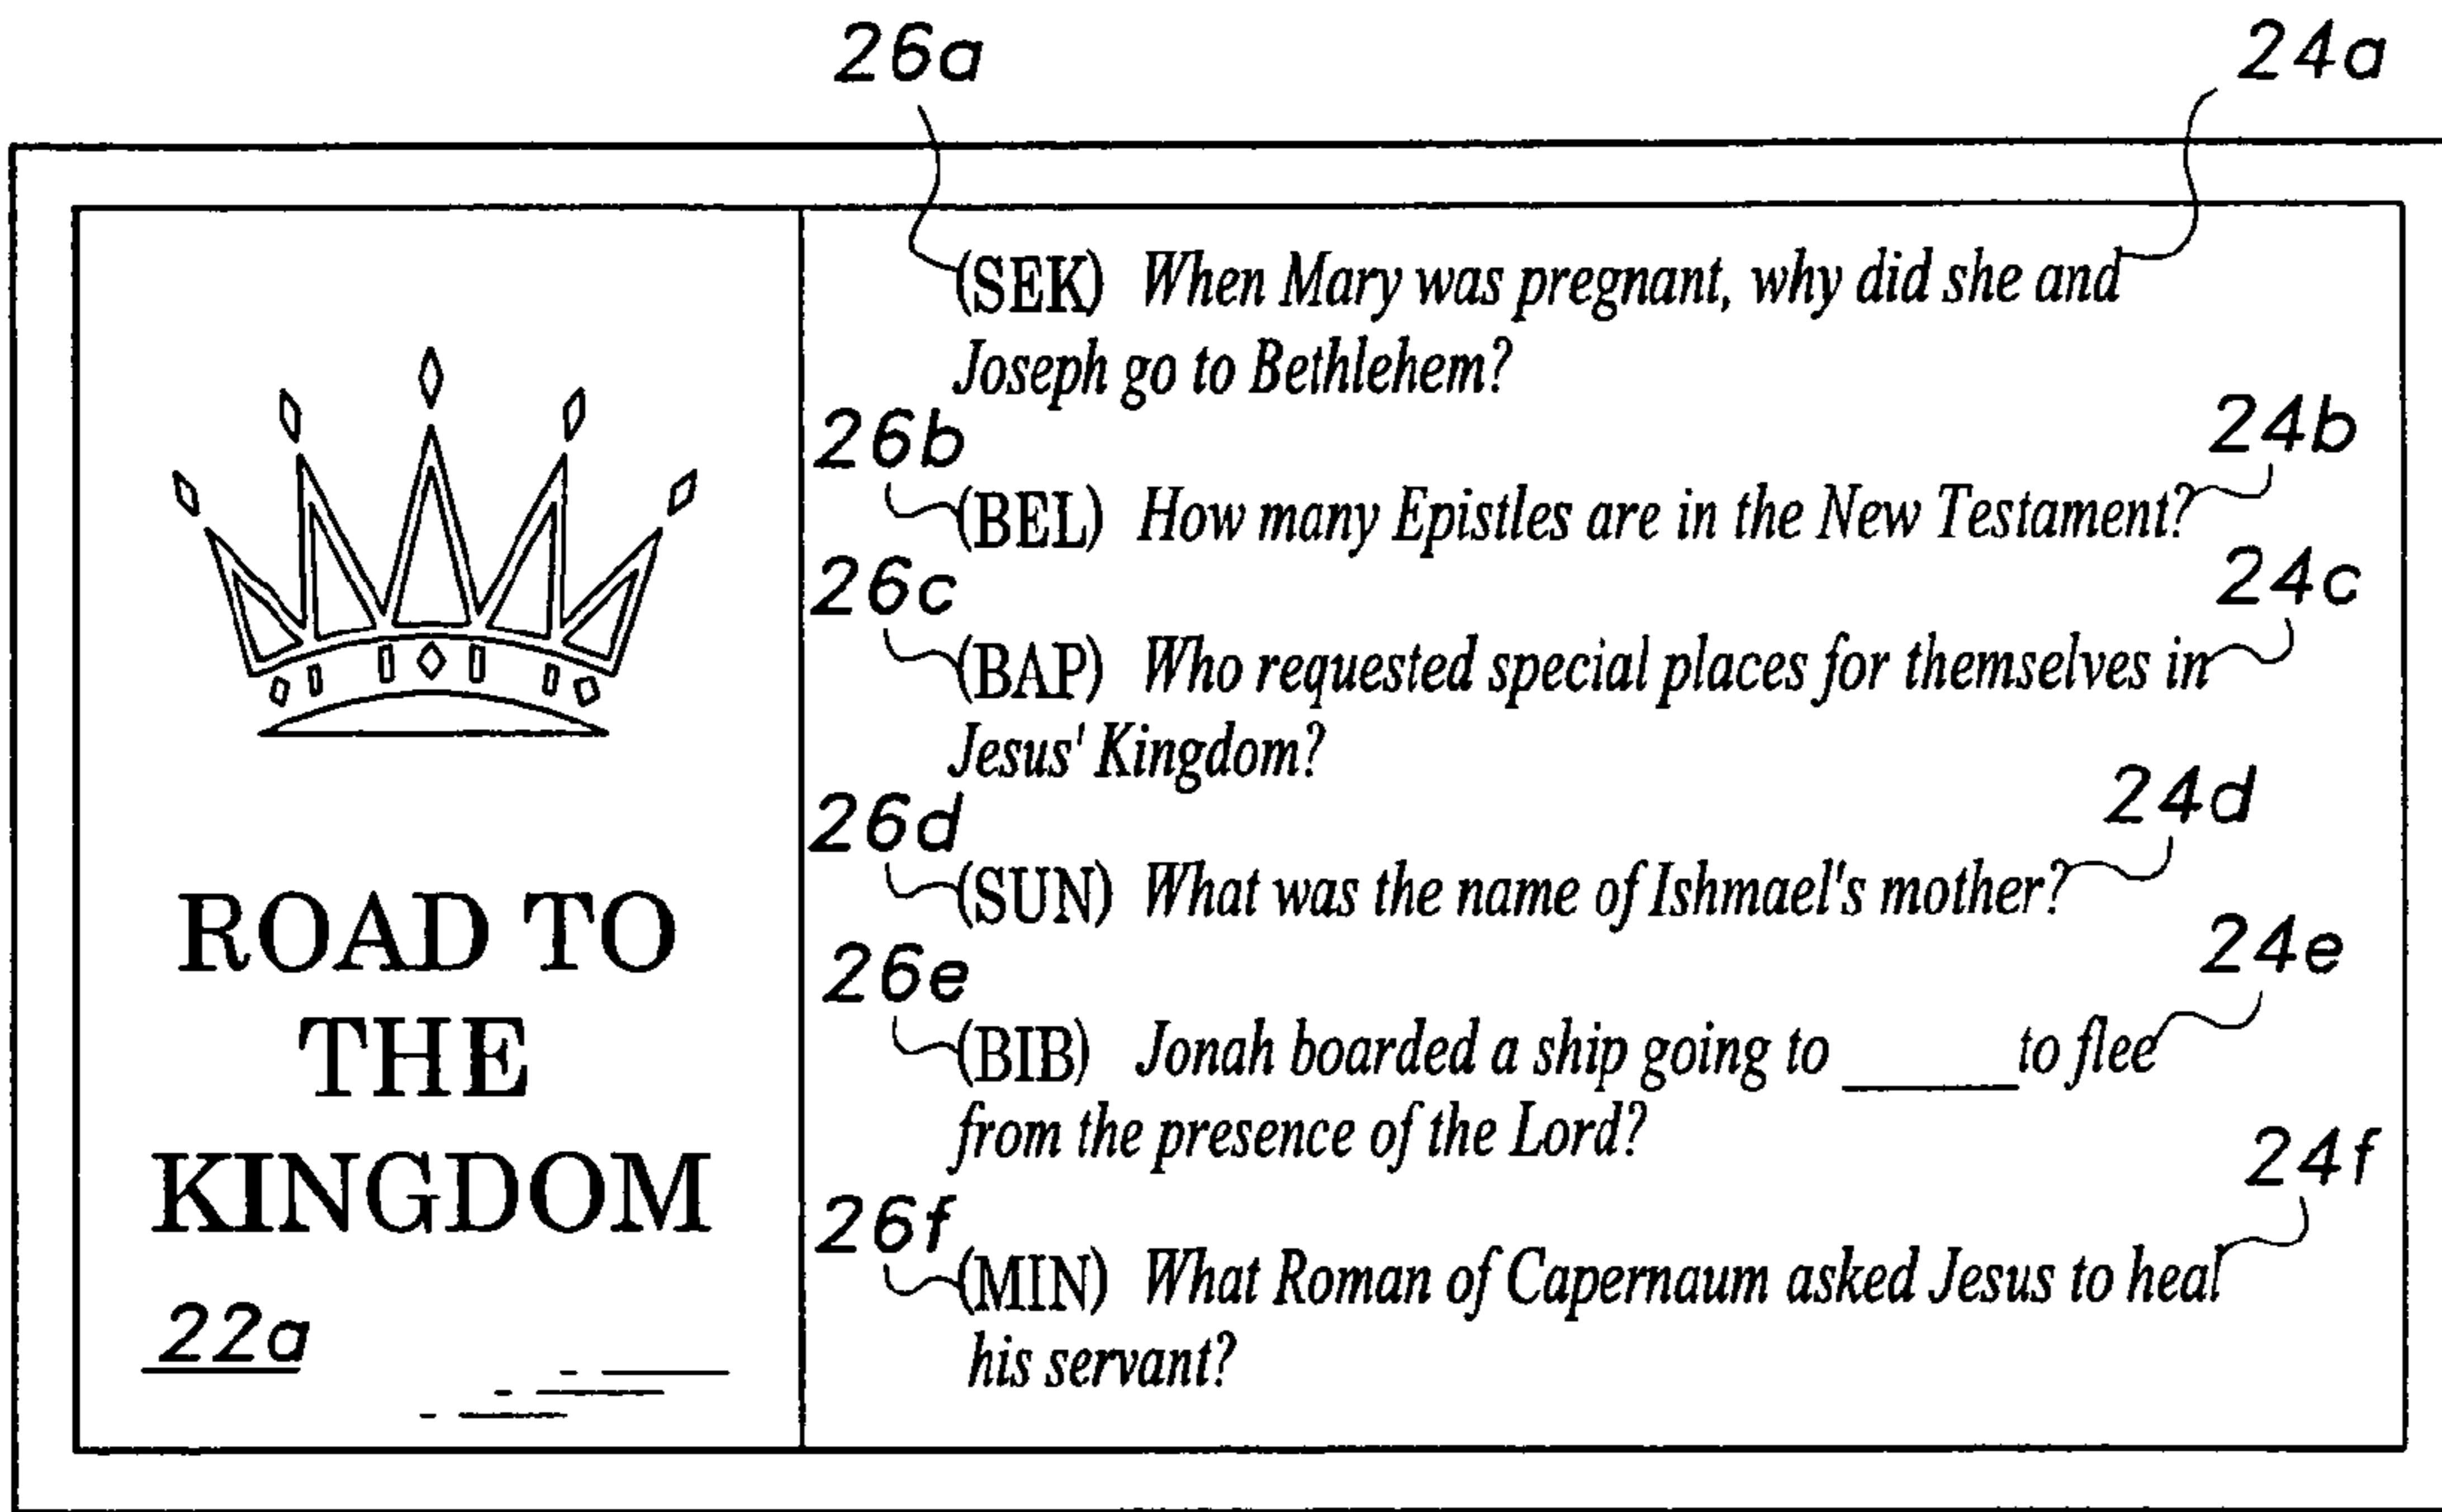 26a
24a
(SEK) When Mary was pregnant, why did she and
Joseph go to Bethlehem?
26b
24b
(BEL) How many Epistles are in the New Testament?
26c
24c
(BAP) Who requested special places for themselves in
Jesus' Kingdom?
26d
24d
(SUN) What was the name of Ishmael's mother?
26e
24e
(BIB) Jonah boarded a ship going to ______ to flee
from the presence of the Lord?
26f
24f
(MIN) What Roman of Capernaum asked Jesus to heal
his servant?
ROAD TO
THE
KINGDOM
22a